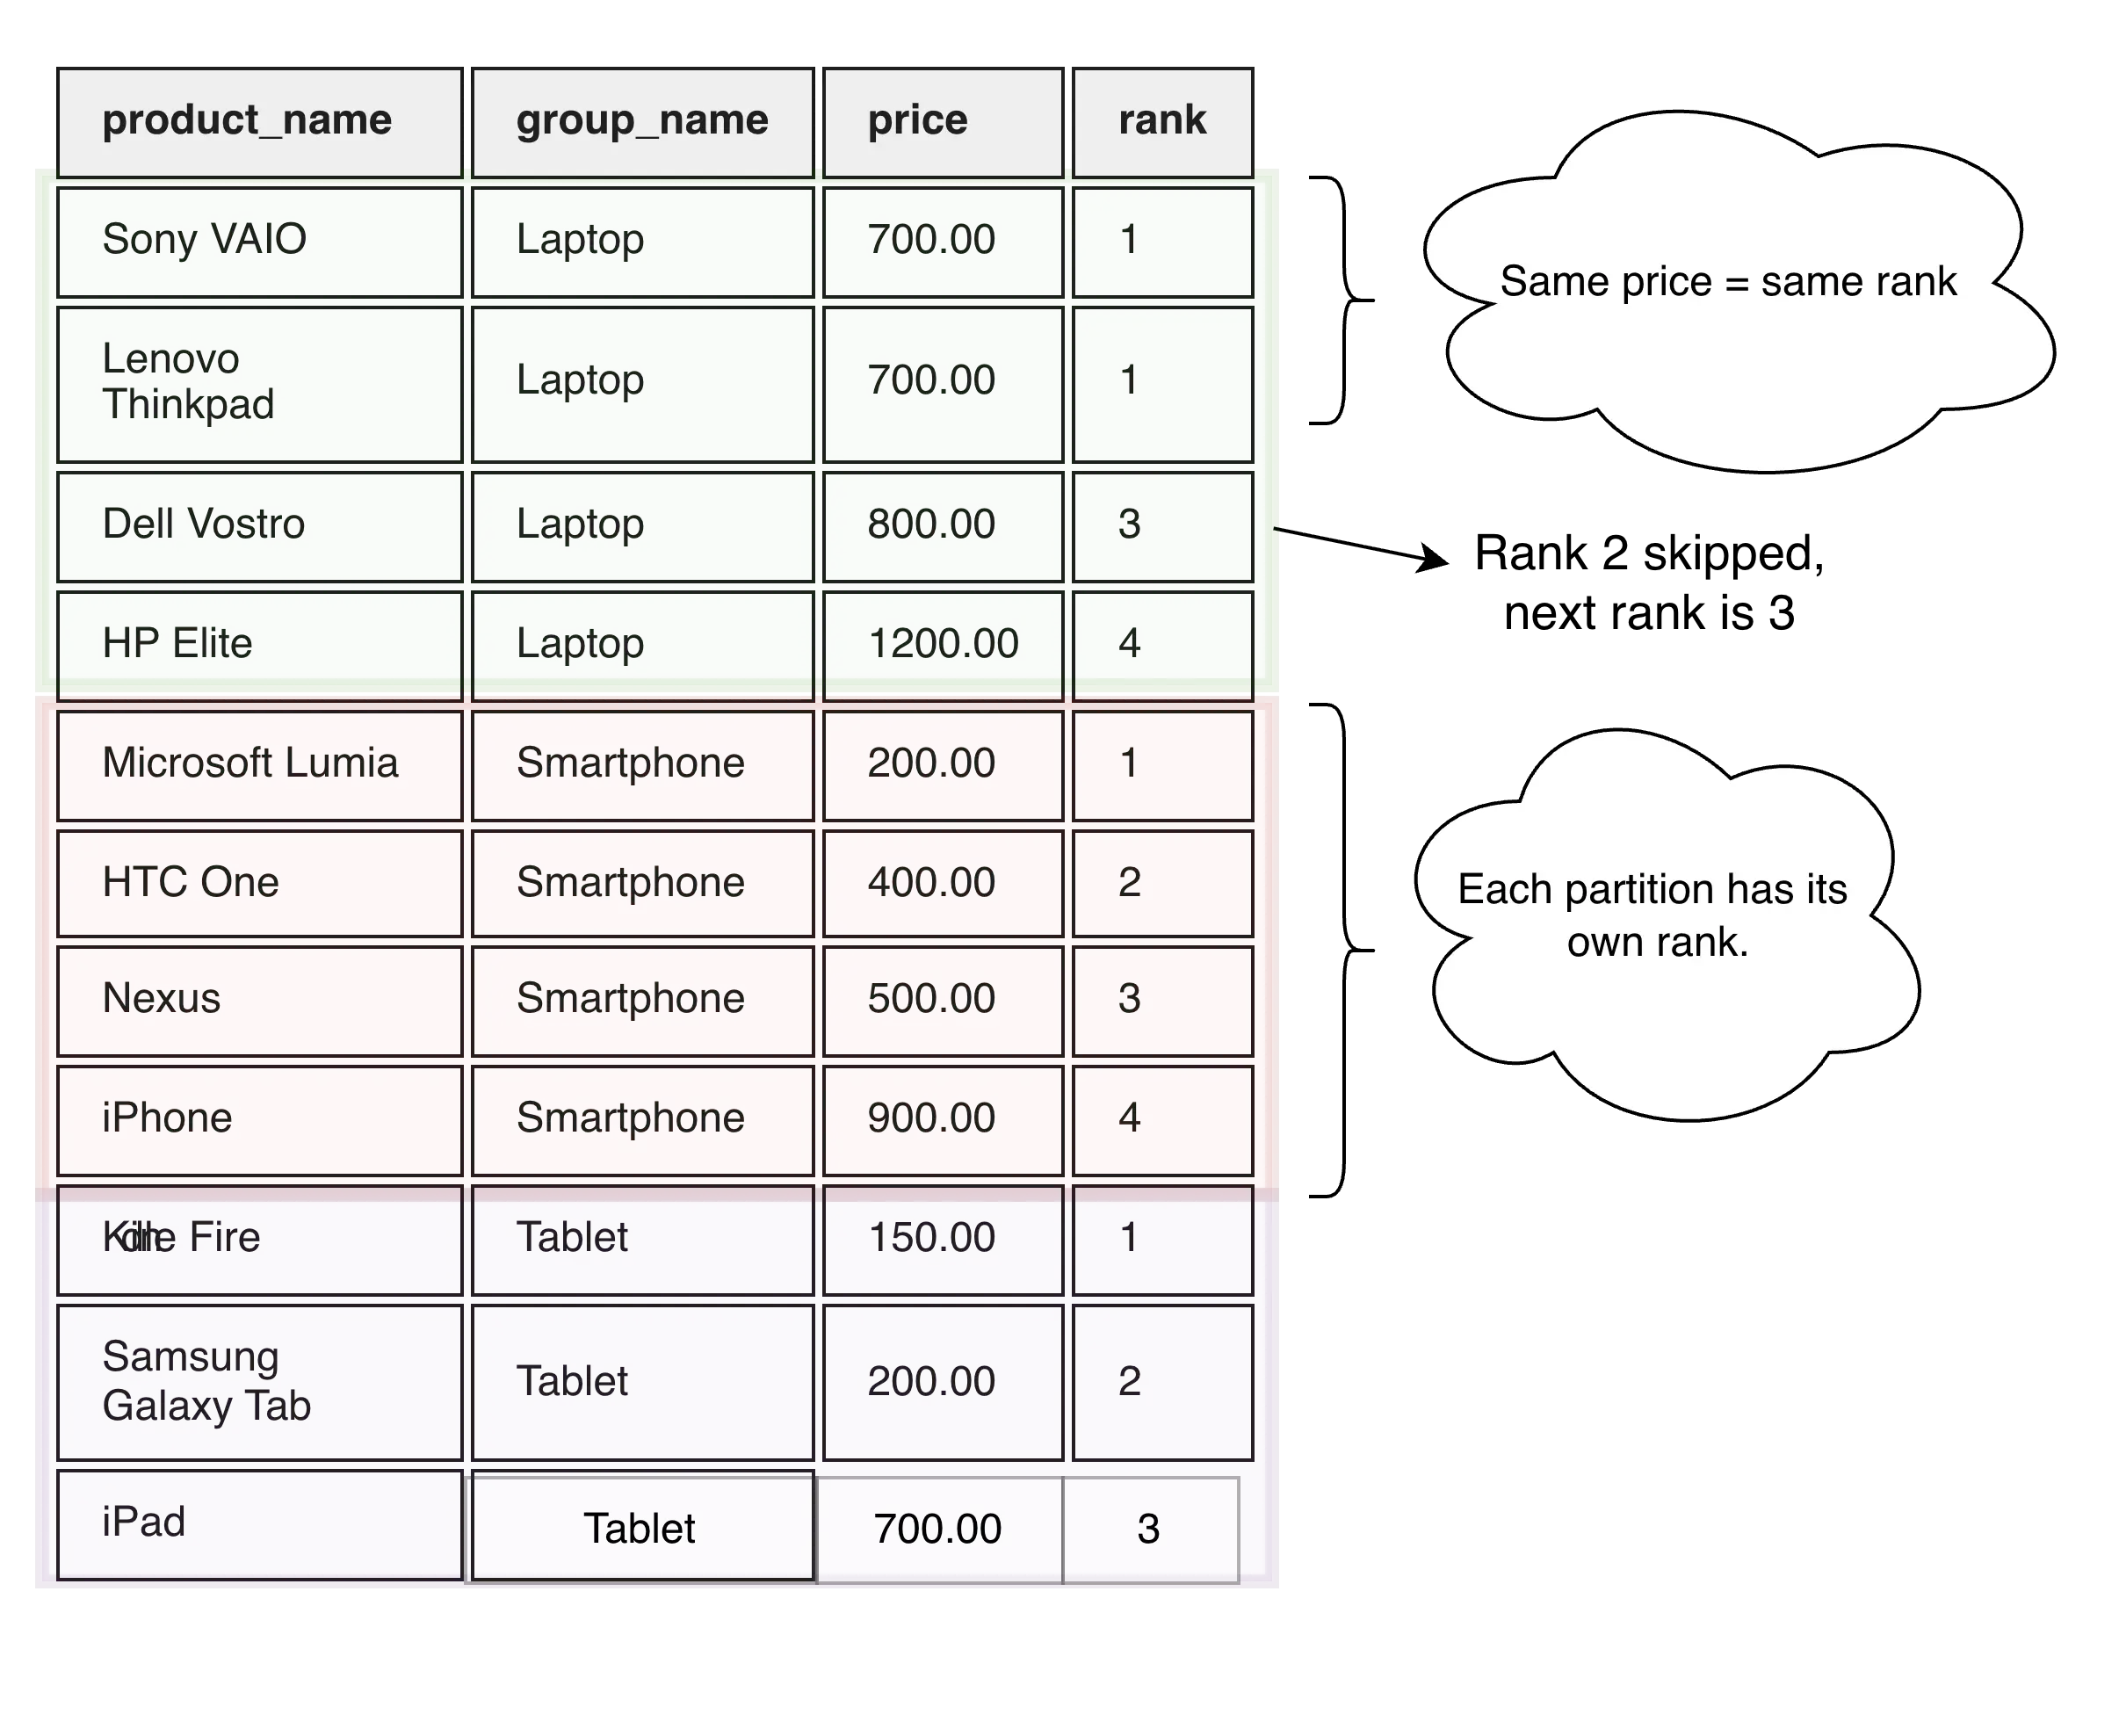 product_name group_name price rank
Sony VAIO Laptop 700.00 1
Lenovo
Thinkpad Laptop 700.00 1
Dell Vostro Laptop 800.00 3
HP Elite Laptop 1200.00 4
Microsoft Lumia Smartphone 200.00 1
HTC One Smartphone 400.00 2
Nexus Smartphone 500.00 3
iPhone Smartphone 900.00 4
Fire Tablet 150.00 1
Samsung
Galaxy Tab Tablet 200.00 2
iPad Tablet 700.00 3
Same price = same rank
Rank 2 skipped,
next rank is 3
Each partition has its
own rank.